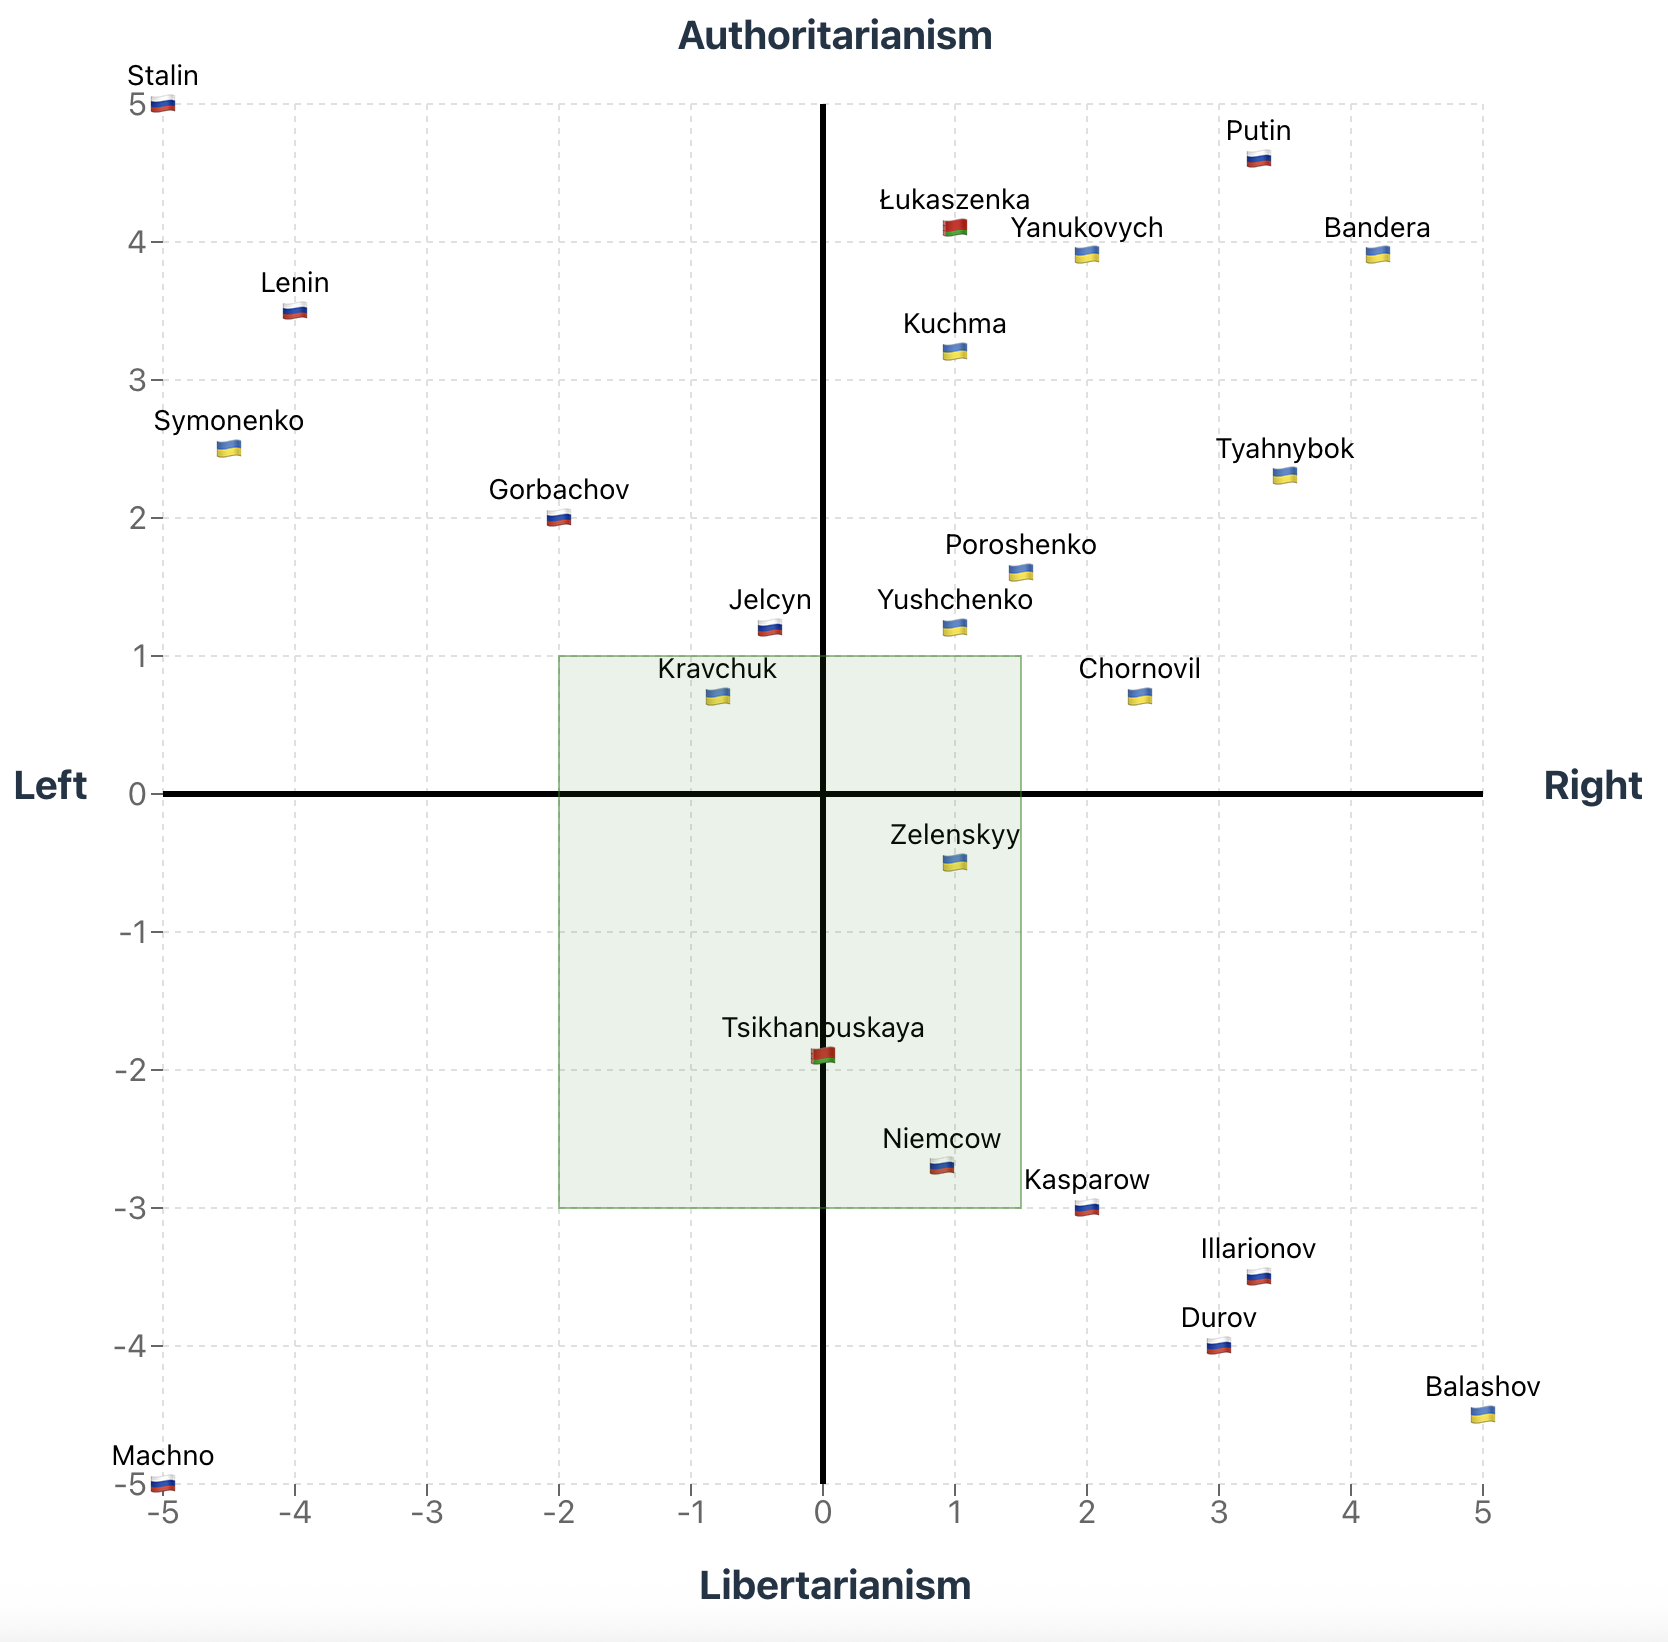 Authoritarianism
Stalin
5
Putin
Łukaszenka
Yanukovych
Bandera
4
Lenin
Kuchma
3
Symonenko
Tyahnybok
Gorbachov
2
Poroshenko
Jelcyn
Yushchenko
1
Kravchuk
Chornovil
Left
0
Right
Zelenskyy
-1
Tsikhanouskaya
-2
Niemcow
Kasparow
-3
Illarionov
Durov
-4
Balashov
Machno
-5
-5 -4 -3 -2 -1 0 1 2 3 4 5
Libertarianism